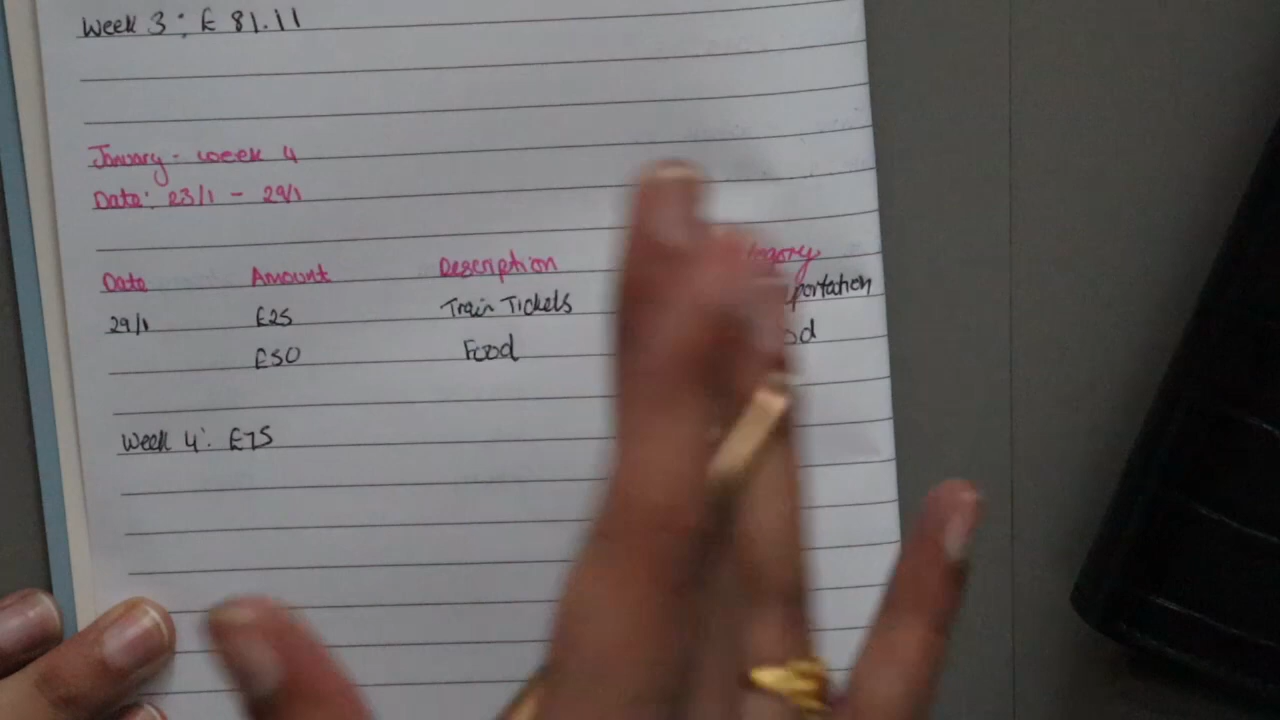 Week 3: £81.11
January - week 4
Date: 23/1 - 29/1
Date Amount Description
29/1 £25 Train Tickets
£50 Food
Week 4: £75